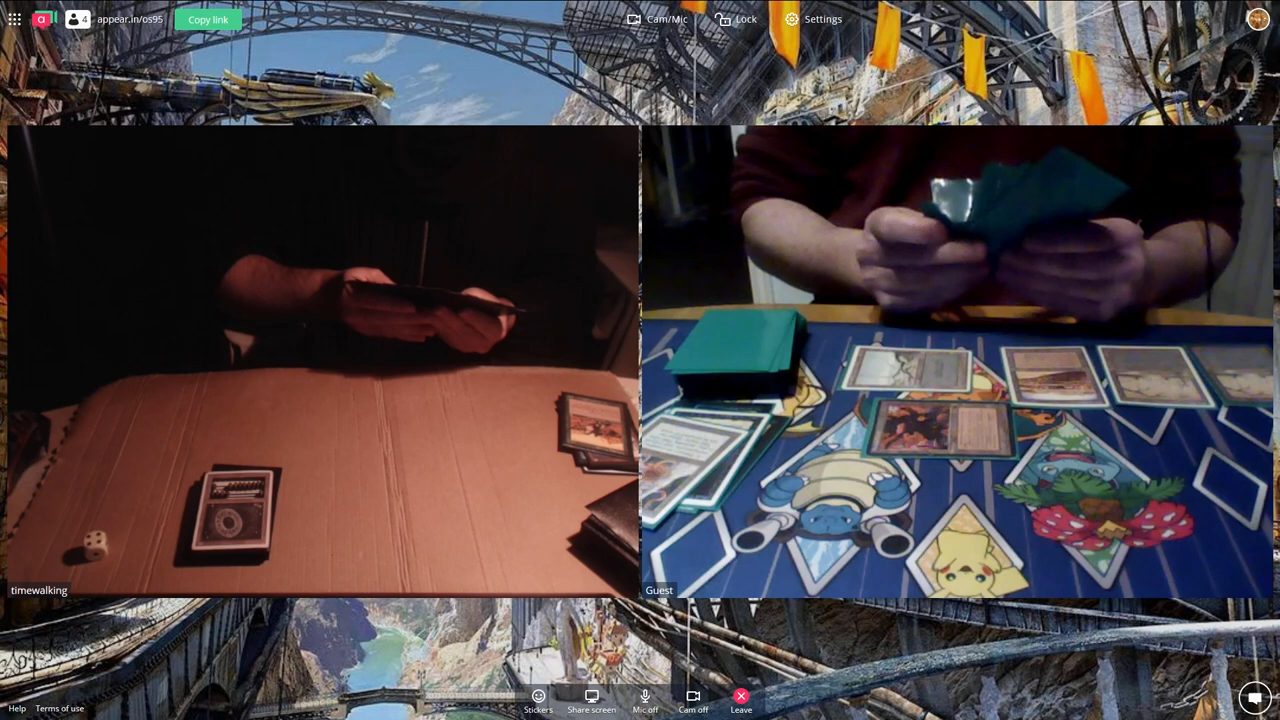 4 appear.in/os95 Copy link Cam/Mic Lock Settings
timewalking
Guest
Help Terms of use Stickers Share screen Mic off Cam off Leave